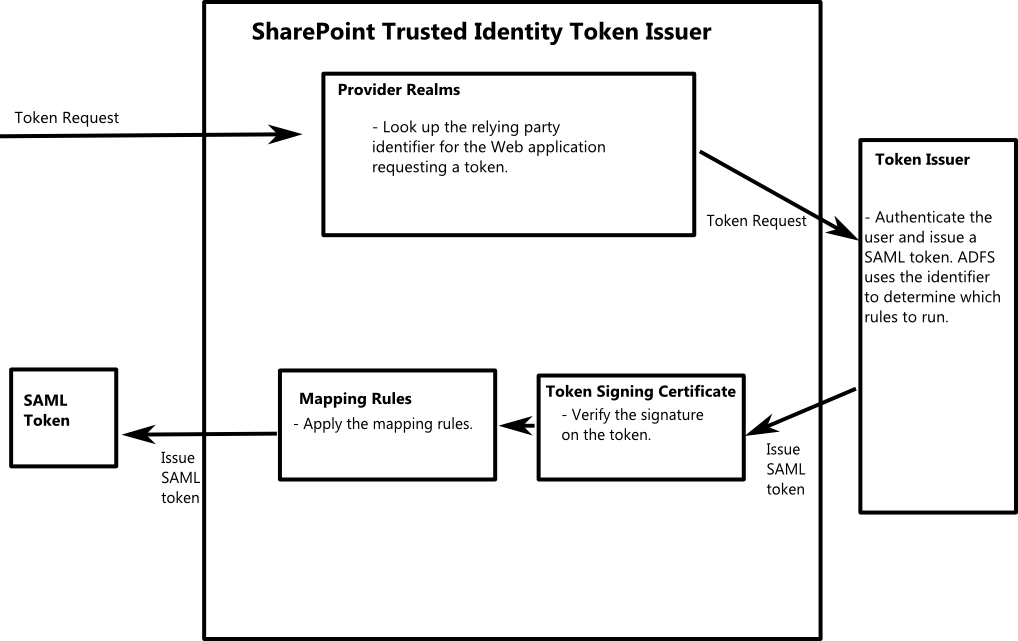 SharePoint Trusted Identity Token Issuer
Provider Realms
- Look up the relying party
identifier for the Web application
requesting a token.
Token Request
Token Request
Token Issuer
- Authenticate the
user and issue a
SAML token. ADFS
uses the identifier
to determine which
rules to run.
SAML
Token
Issue
SAML
token
Mapping Rules
- Apply the mapping rules.
Token Signing Certificate
- Verify the signature
on the token.
Issue
SAML
token